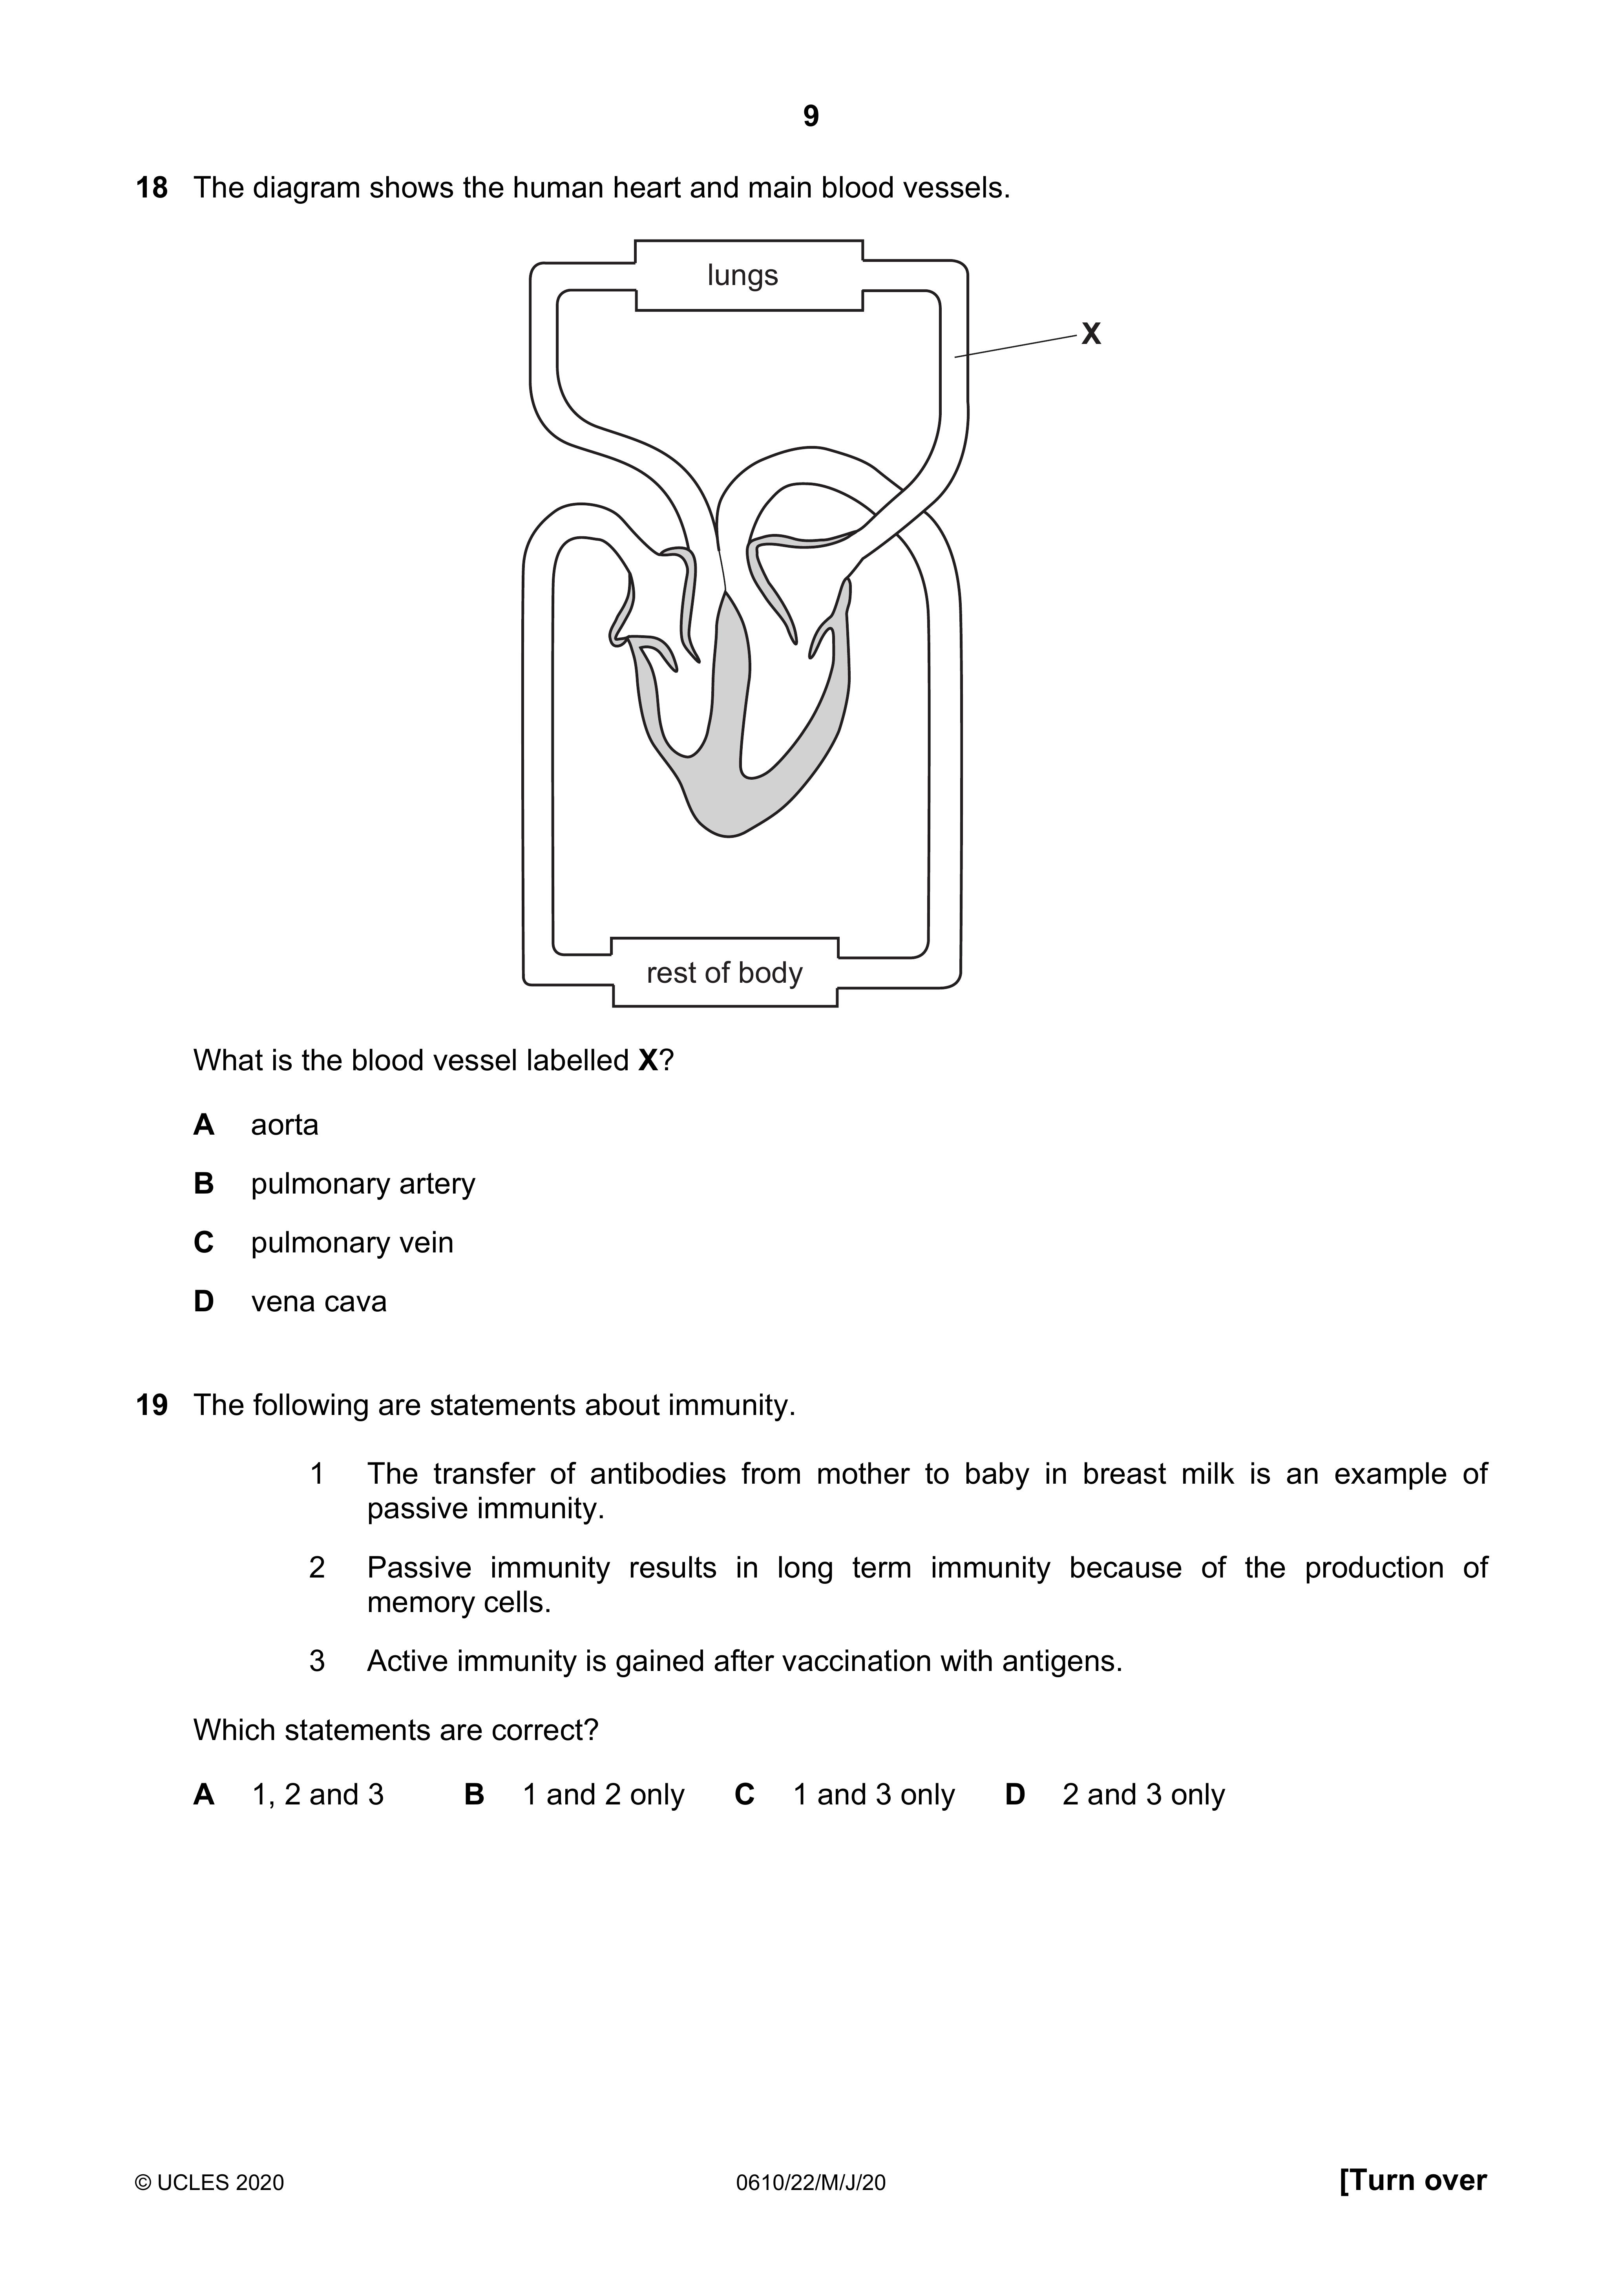 9
18 The diagram shows the human heart and main blood vessels.
lungs
X
rest of body
What is the blood vessel labelled X?
A aorta
B pulmonary artery
C pulmonary vein
D vena cava
19 The following are statements about immunity.
1 The transfer of antibodies from mother to baby in breast milk is an example of
passive immunity.
2 Passive immunity results in long term immunity because of the production of
memory cells.
3 Active immunity is gained after vaccination with antigens.
Which statements are correct?
A 1, 2 and 3 B 1 and 2 only C 1 and 3 only D 2 and 3 only
© UCLES 2020 0610/22/M/J/20 [Turn over